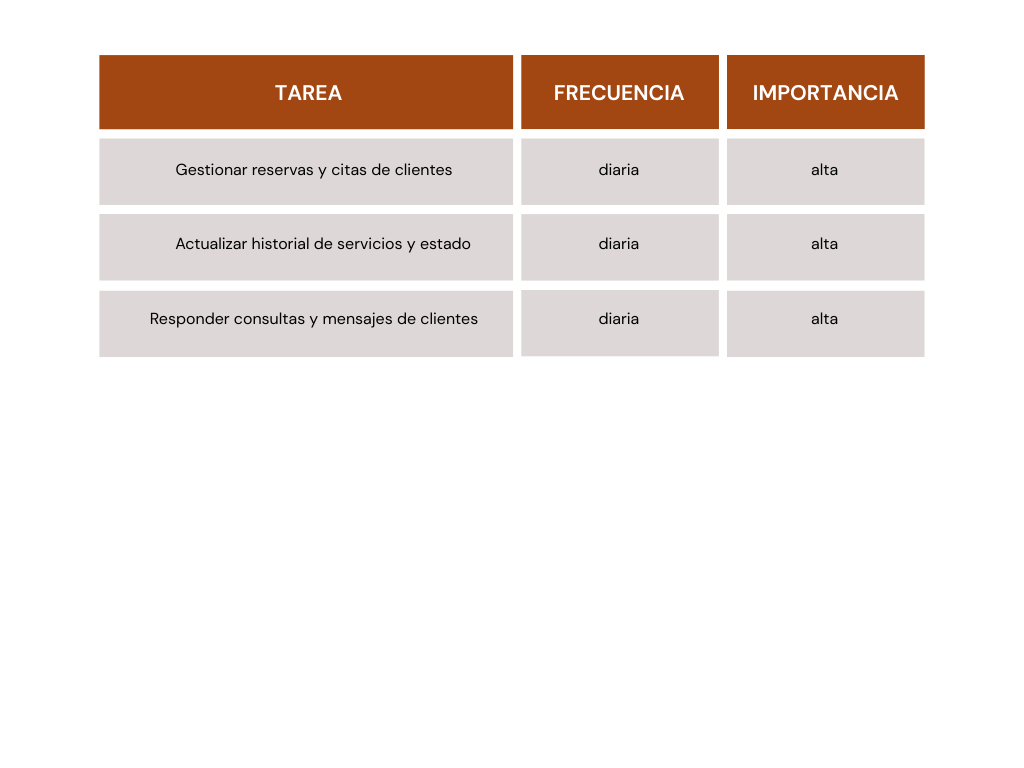 TAREA FRECUENCIA IMPORTANCIA
Gestionar reservas y citas de clientes diaria alta
Actualizar historial de servicios y estado diaria alta
Responder consultas y mensajes de clientes diaria alta